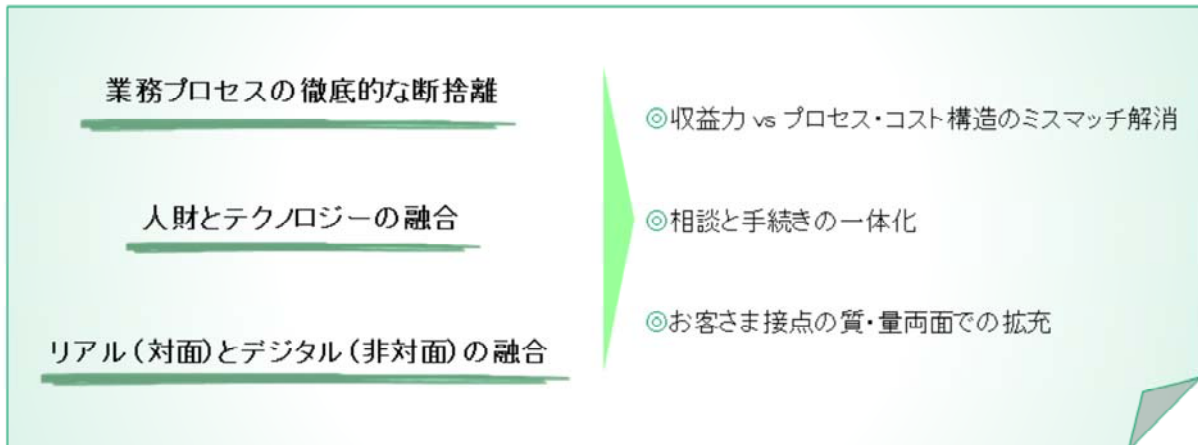 業務プロセスの徹底的な断捨離
人財とテクノロジーの融合
リアル(対面)とデジタル(非対面)の融合
◎収益力 vs プロセス・コスト構造のミスマッチ解消
◎相談と手続きの一体化
◎お客さま接点の質・量両面での拡充